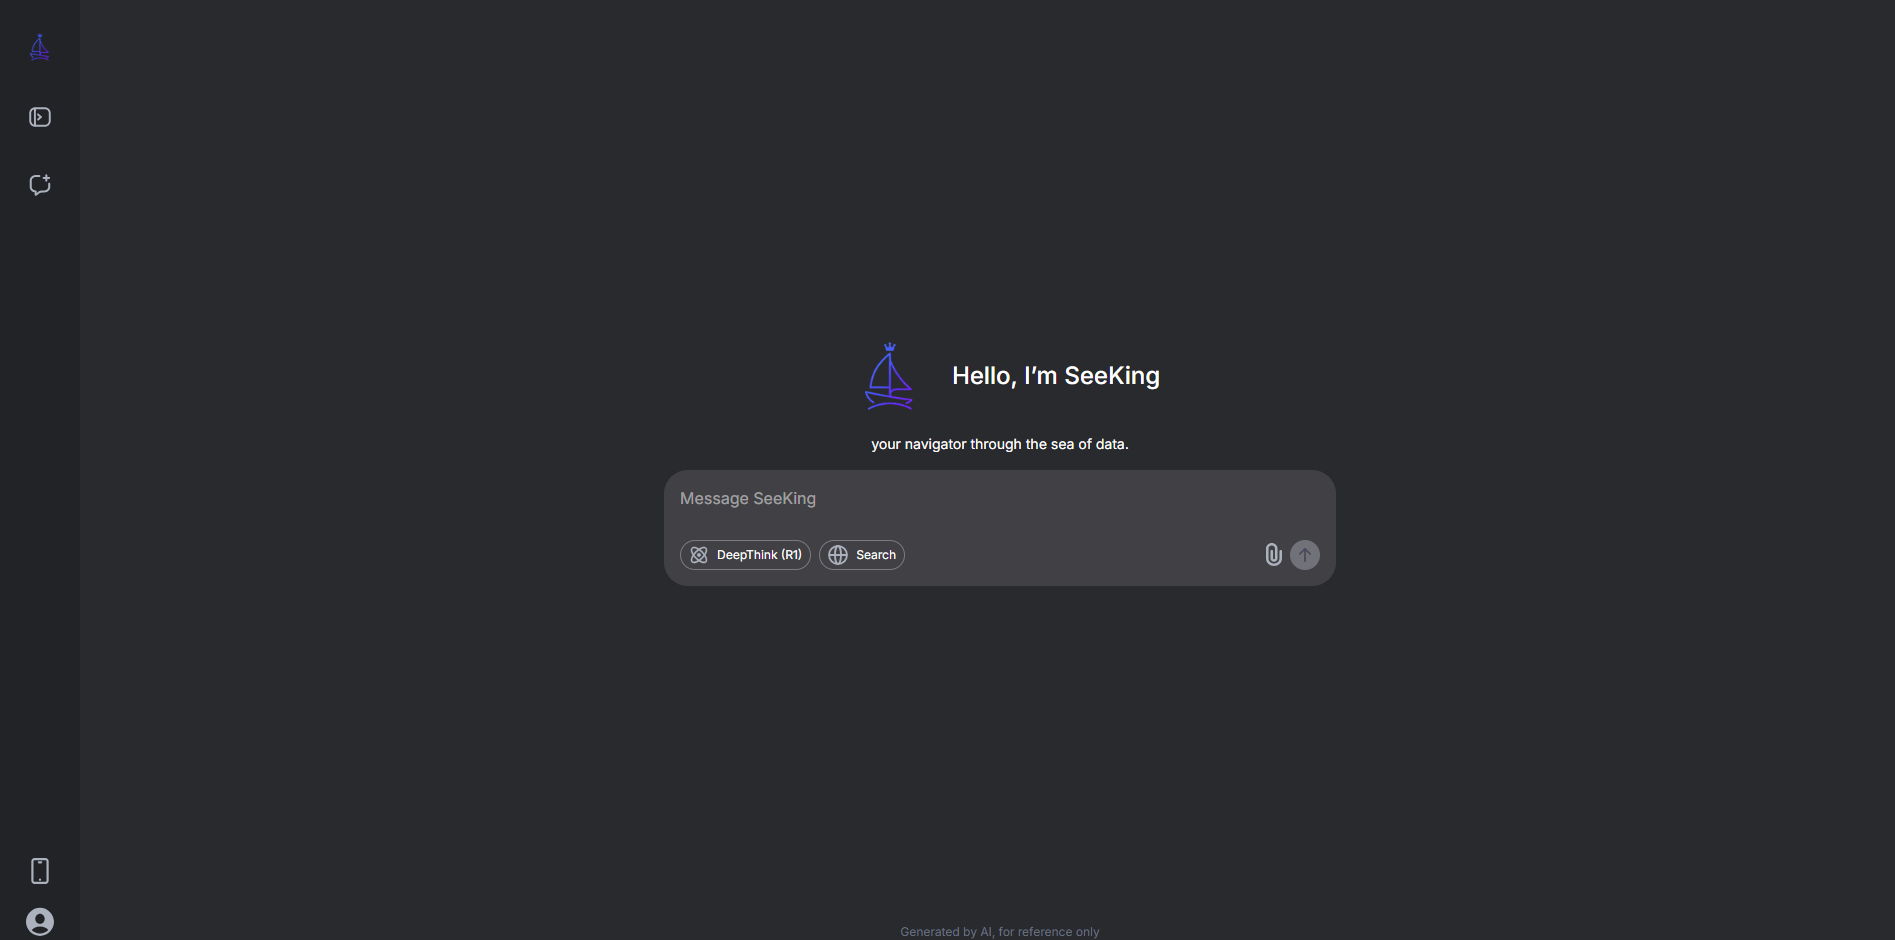 Hello, I’m SeeKing
your navigator through the sea of data.
Message SeeKing
DeepThink (R1)
Search
Generated by AI, for reference only